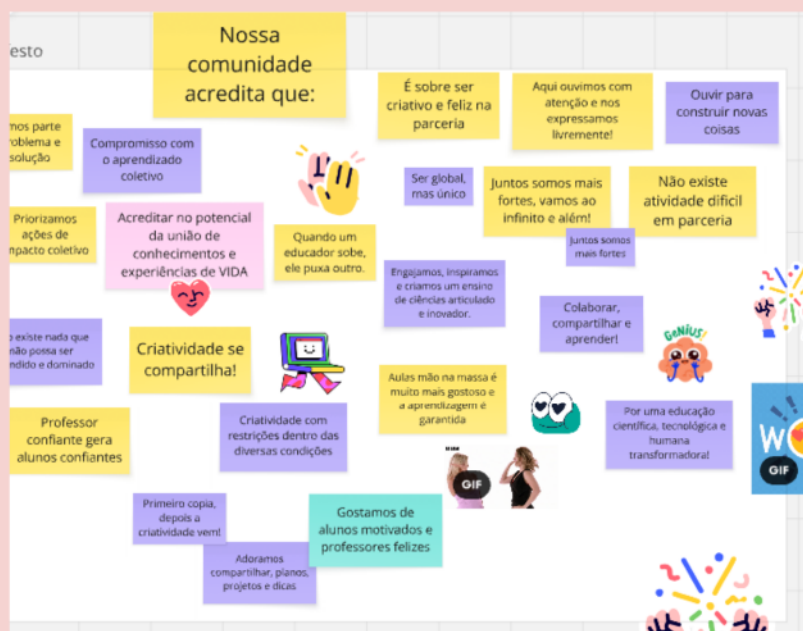 esto
Nossa
comunidade
acredita que:
É sobre ser
criativo e feliz na
parceria
Aqui ouvimos com
atenção e nos
expressamos
livremente!
Ouvir para
construir novas
coisas
mos parte
roblema e
solução
Compromisso com
o aprendizado
coletivo
Ser global,
mas único
Juntos somos mais
fortes, vamos ao
infinito e além!
Não existe
atividade dificil
em parceria
Priorizamos
ações de
mpacto coletivo
Acreditar no potencial
da união de
conhecimentos e
experiências de VIDA
Quando um
educador sobe,
ele puxa outro.
Juntos somos
mais fortes
Engajamos, inspiramos
e criamos um ensino
de ciências articulado
e inovador.
Colaborar,
compartilhar e
aprender!
o existe nada que
não possa ser
ndido e dominado
Criatividade se
compartilha!
GENIUS!
Aulas mão na massa é
muito mais gostoso e
a aprendizagem é
garantida
Professor
confiante gera
alunos confiantes
Criatividade com
restrições dentro das
diversas condições
Por uma educação
científica, tecnológica e
humana
transformadora!
WO
GIF
GIF
Primeiro copia,
depois a
criatividade vem!
Gostamos de
alunos motivados e
professores felizes
Adoramos
compartilhar, planos,
projetos e dicas